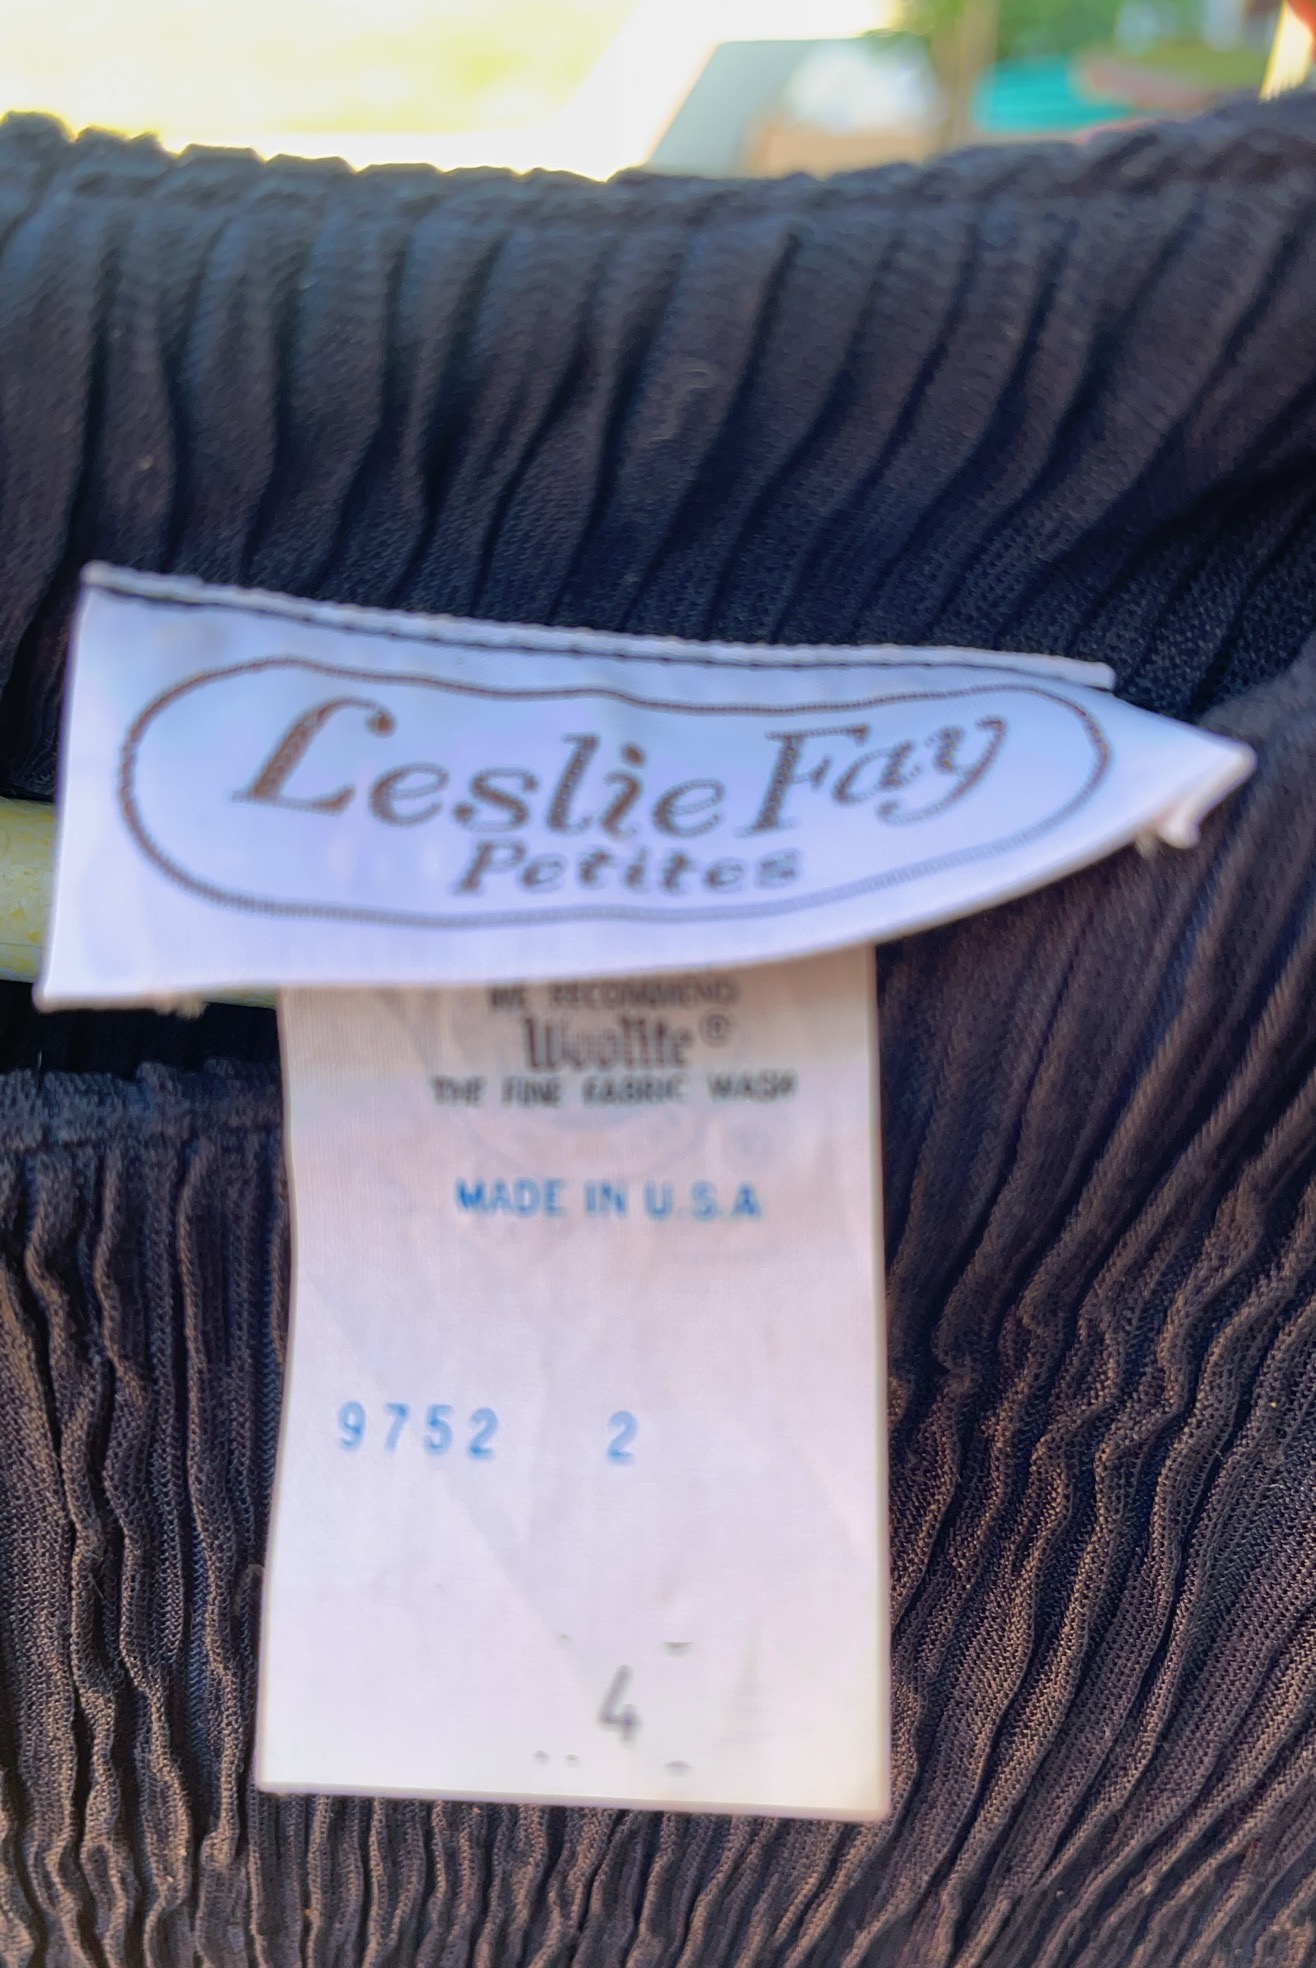 Leslie Fay
Petites
WE RECOMMEND
Woolite®
THE FINE FABRIC WASH
MADE IN U.S.A
9752 2
4